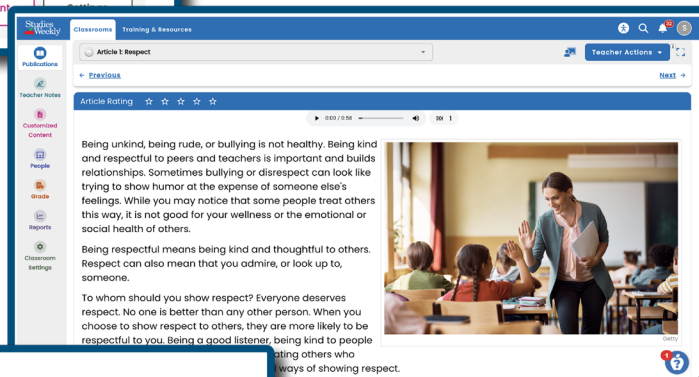 Studies
Weekly
Classrooms
Training & Resources
32
S
Publications
Teacher Notes
Customized
Content
People
Grade
Reports
Classroom
Settings
Article 1: Respect
Teacher Actions
← Previous
Next →
Article Rating
0:00 / 0:58
1
Being unkind, being rude, or bullying is not healthy. Being kind
and respectful to peers and teachers is important and builds
relationships. Sometimes bullying or disrespect can look like
trying to show humor at the expense of someone else's
feelings. While you may notice that some people treat others
this way, it is not good for your wellness or the emotional or
social health of others.
Being respectful means being kind and thoughtful to others.
Respect can also mean that you admire, or look up to,
someone.
To whom should you show respect? Everyone deserves
respect. No one is better than any other person. When you
choose to show respect to others, they are more likely to be
respectful to you. Being a good listener, being kind to people
ating others who
ways of showing respect.
Getty
1
?